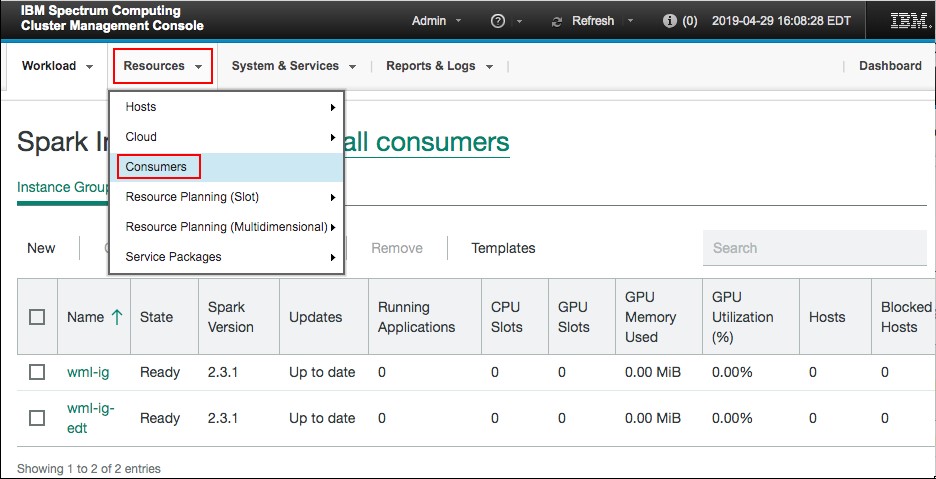 IBM Spectrum Computing
Cluster Management Console
Admin
Refresh
(0)
2019-04-29 16:08:28 EDT
IBM.
Workload
Resources
System & Services
Reports & Logs
Dashboard
Hosts
Cloud
Consumers
Resource Planning (Slot)
Resource Planning (Multidimensional)
Service Packages
Spark In all consumers
Instance Group
New
Remove
Templates
Search
Name
State
Spark Version
Updates
Running Applications
CPU Slots
GPU Slots
GPU Memory Used
GPU Utilization (%)
Hosts
Blocked Hosts
wml-ig Ready 2.3.1 Up to date 0 0 0 0.00 MiB 0.00% 0 0
wml-ig-edt Ready 2.3.1 Up to date 0 0 0 0.00 MiB 0.00% 0 0
Showing 1 to 2 of 2 entries